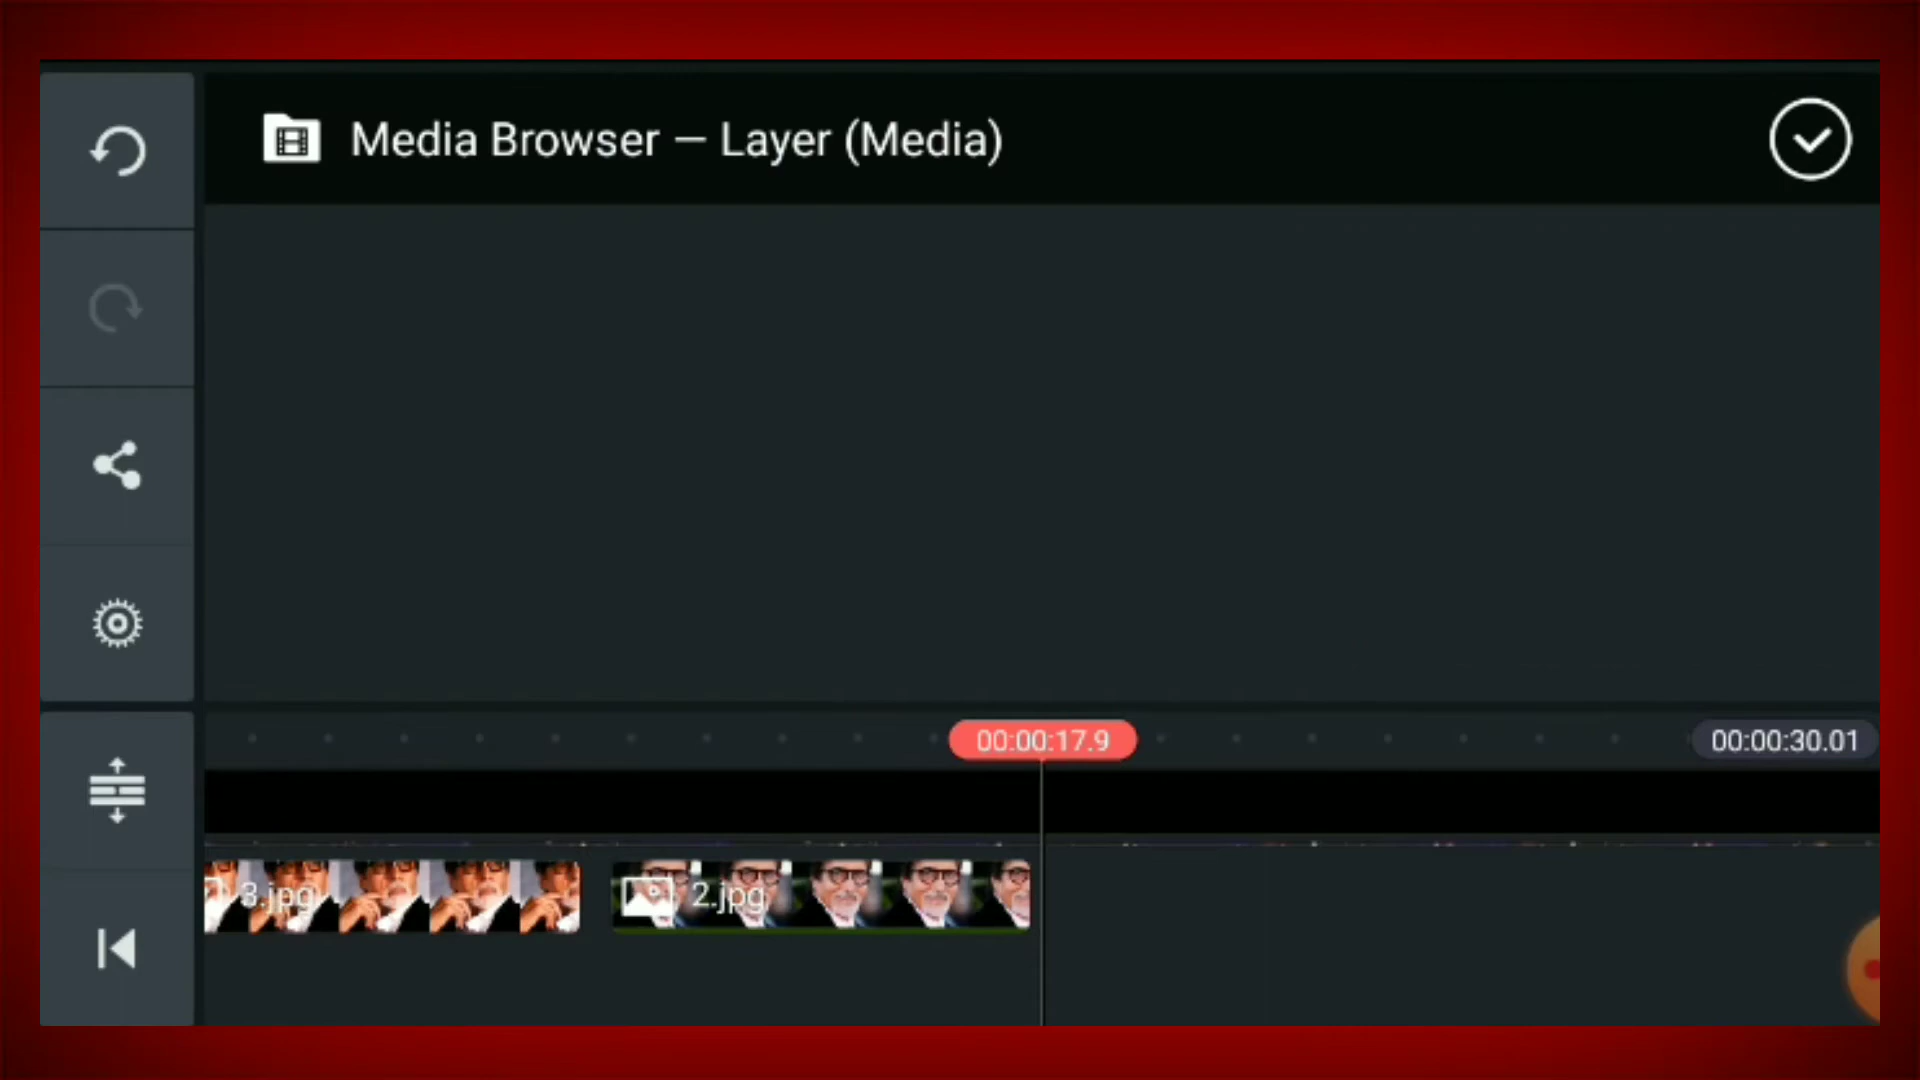 Media Browser — Layer (Media)
00:00:17.9
00:00:30.01
3.jpg
2.jpg